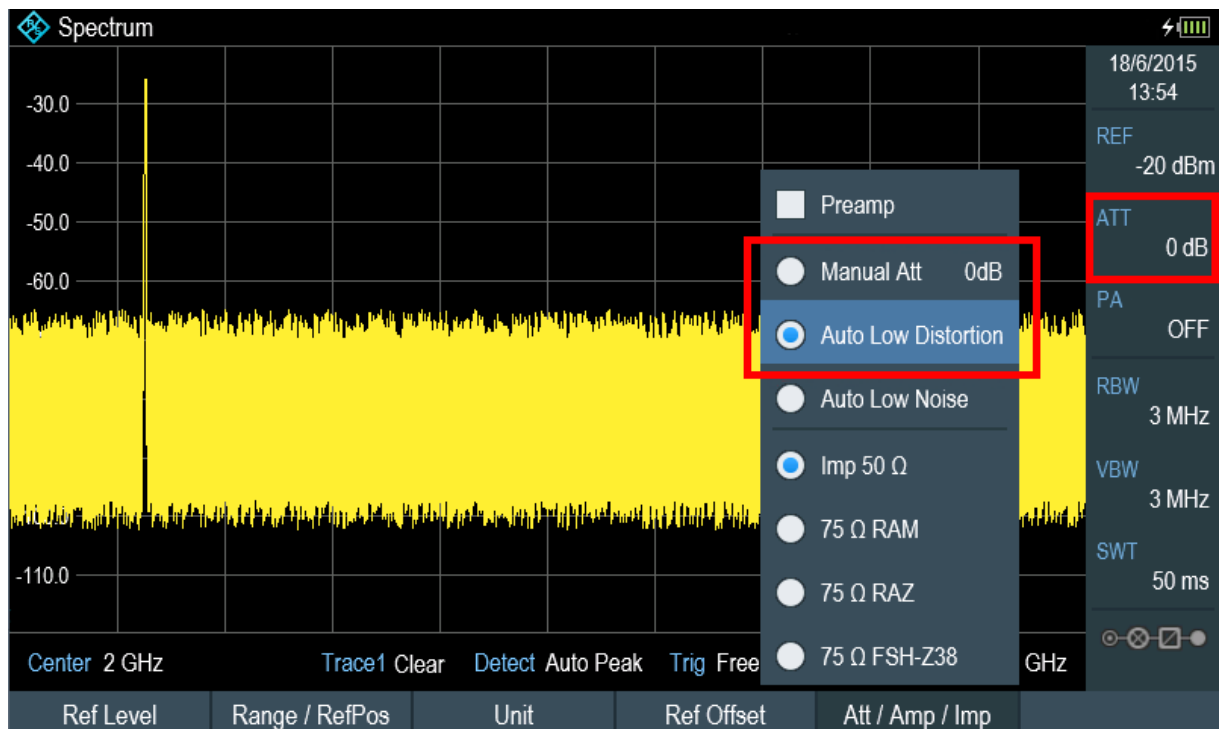 Spectrum
18/6/2015
13:54
-30.0
-40.0
-50.0
-60.0
-110.0
REF
-20 dBm
ATT
0 dB
PA
OFF
RBW
3 MHz
VBW
3 MHz
SWT
50 ms
Preamp
Manual Att 0dB
Auto Low Distortion
Auto Low Noise
Imp 50 Ω
75 Ω RAM
75 Ω RAZ
75 Ω FSH-Z38
Center 2 GHz Trace1 Clear Detect Auto Peak Trig Free GHz
Ref Level Range / RefPos Unit Ref Offset Att / Amp / Imp